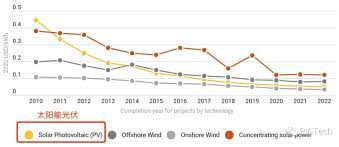 0.5
0.4
0.3
0.2
0.1
0
2022 USD/kWh
2010 2011 2012 2013 2014 2015 2016 2017 2018 2019 2020 2021 2022
太阳能光伏
Completion year for projects by technology
Solar Photovoltaic (PV) Offshore Wind Onshore Wind Concentrating solar power
PV-Tech